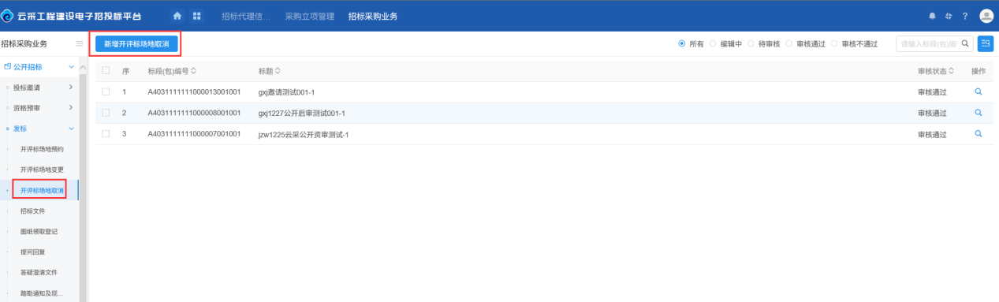 云采工程建设电子招投标平台 招标代理信... 采购立项管理 招标采购业务
招标采购业务 新增开评标场地取消 所有 编辑中 待审核 审核通过 审核不通过 请输入标段(包)编
公开招标 序 标段(包)编号 标题 审核状态 操作
投标邀请 1 A4031111111000013001001 gxj邀请测试001-1 审核通过
资格预审 2 A4031111111000008001001 gxj1227公开后审测试001-1 审核通过
发标 3 A4031111111000007001001 jzw1225云采公开资审测试-1 审核通过
开评标场地预约
开评标场地变更
开评标场地取消
招标文件
图纸领取登记
提问回复
答疑澄清文件
踏勘通知及现...